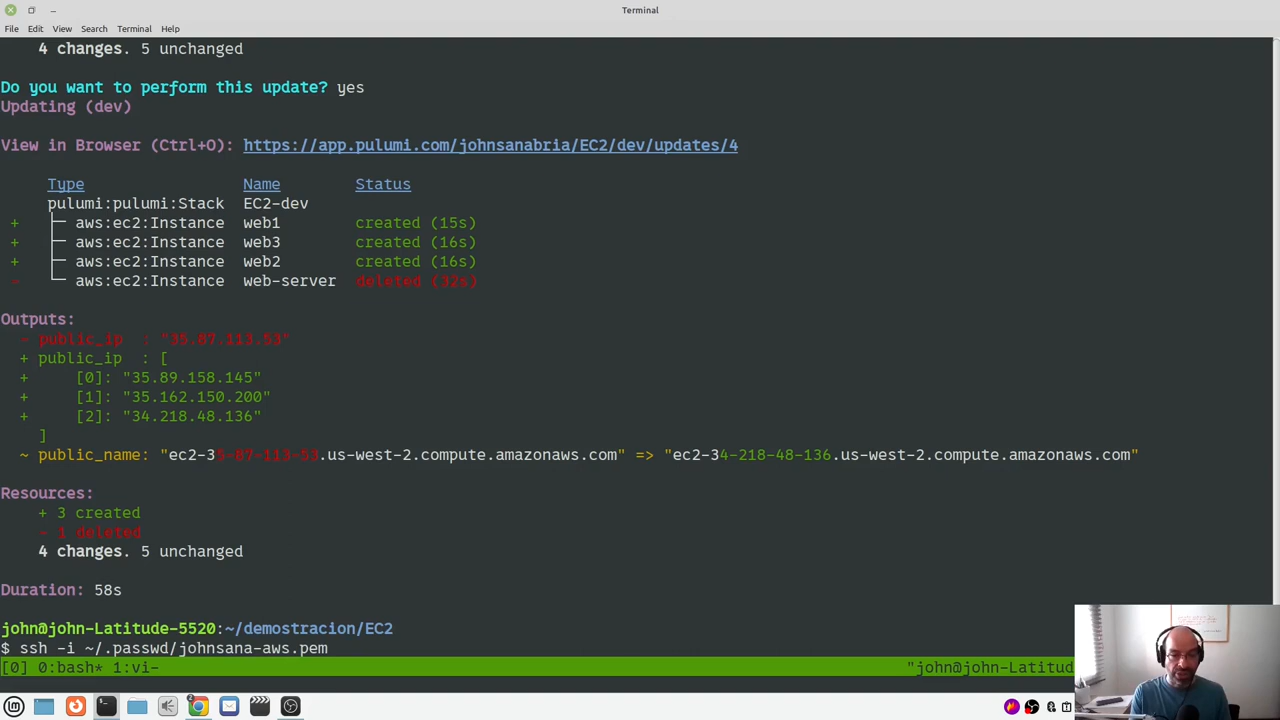 Terminal
File Edit View Search Terminal Help
4 changes. 5 unchanged
Do you want to perform this update? yes
Updating (dev)
View in Browser (Ctrl+O): https://app.pulumi.com/johnsanabria/EC2/dev/updates/4
Type Name Status
pulumi:pulumi:Stack EC2-dev
+ ├─ aws:ec2:Instance web1 created (15s)
+ ├─ aws:ec2:Instance web3 created (16s)
+ ├─ aws:ec2:Instance web2 created (16s)
- └─ aws:ec2:Instance web-server deleted (32s)
Outputs:
- public_ip : "35.87.113.53"
+ public_ip : [
+ [0]: "35.89.158.145"
+ [1]: "35.162.150.200"
+ [2]: "34.218.48.136"
]
~ public_name: "ec2-35-87-113-53.us-west-2.compute.amazonaws.com" => "ec2-34-218-48-136.us-west-2.compute.amazonaws.com"
Resources:
+ 3 created
- 1 deleted
4 changes. 5 unchanged
Duration: 58s
john@john-Latitude-5520:~/demostracion/EC2
$ ssh -i ~/.passwd/johnsana-aws.pem
[0] 0:bash* 1:vi- "john@john-Latitud
2